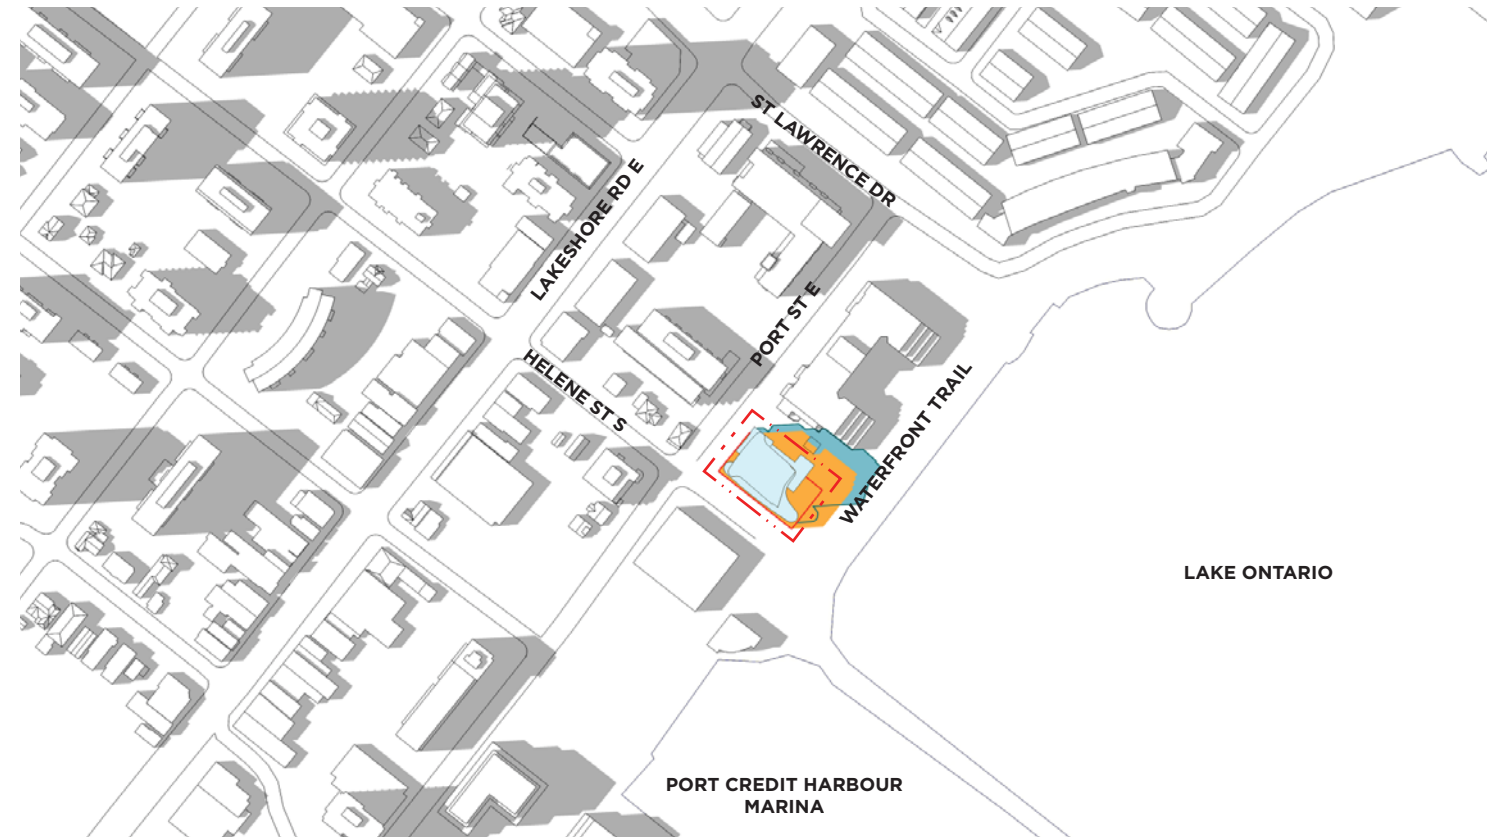 ST LAWRENCE DR
LAKESHORE RD E
PORT ST E
HELENE ST S
WATERFRONT TRAIL
LAKE ONTARIO
PORT CREDIT HARBOUR
MARINA